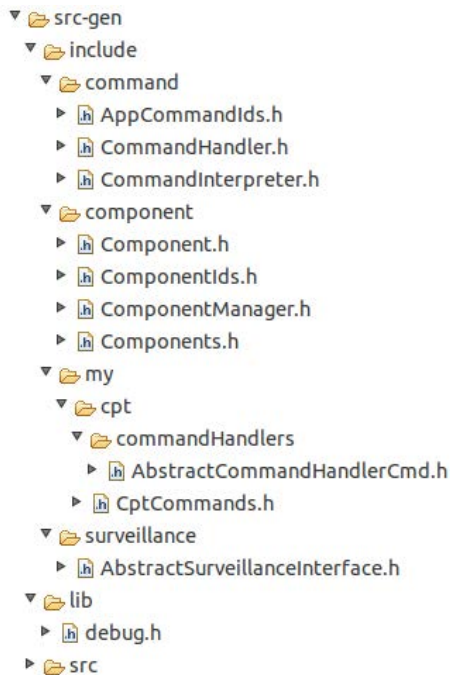 src-gen
include
command
AppCommandIds.h
CommandHandler.h
CommandInterpreter.h
component
Component.h
ComponentIds.h
ComponentManager.h
Components.h
my
cpt
commandHandlers
AbstractCommandHandlerCmd.h
CptCommands.h
surveillance
AbstractSurveillanceInterface.h
lib
debug.h
src